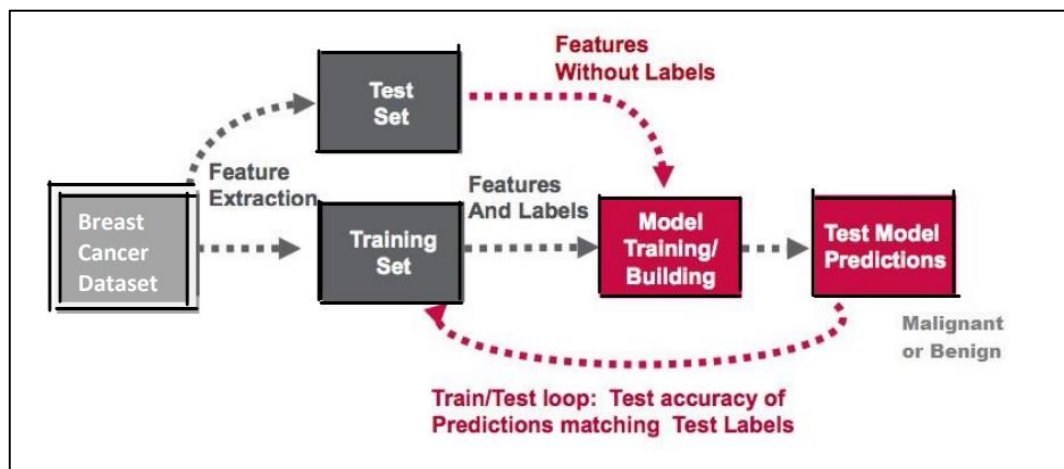 Features
Without Labels
Test
Set
Feature
Extraction
Features
And Labels
Breast
Cancer
Dataset
Training
Set
Model
Training/
Building
Test Model
Predictions
Malignant
or Benign
Train/Test loop: Test accuracy of
Predictions matching Test Labels